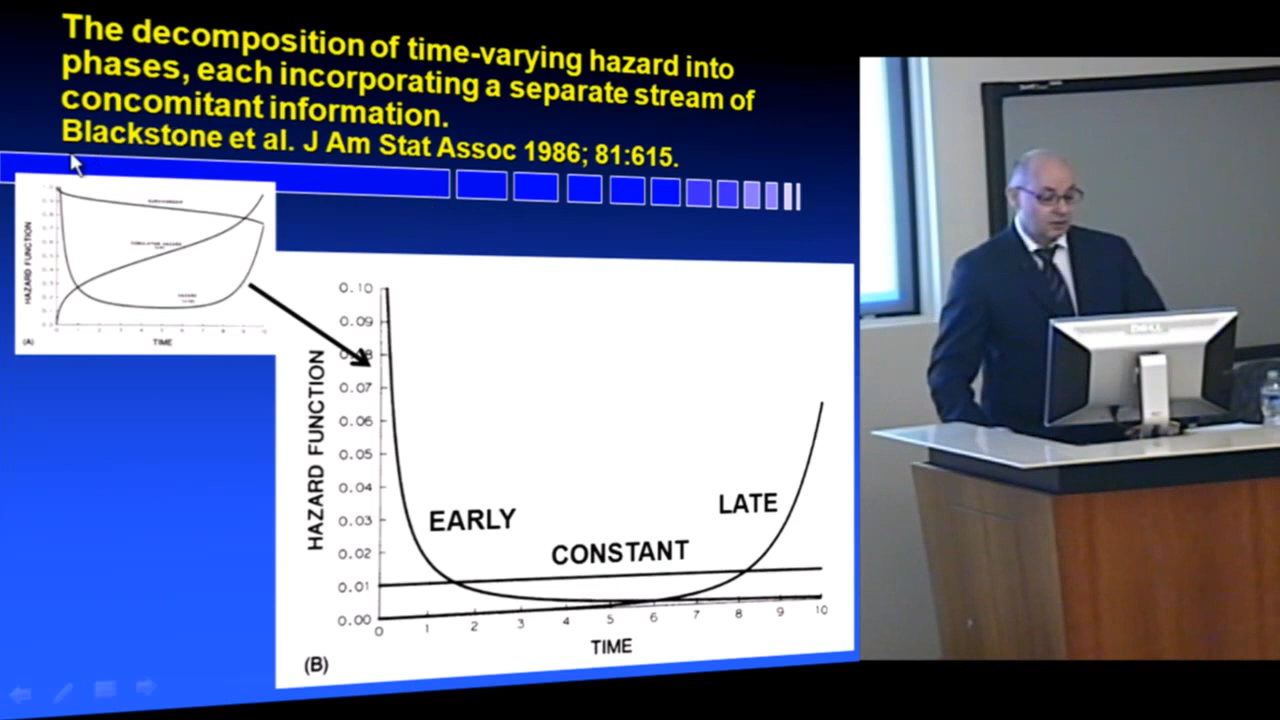 The decomposition of time-varying hazard into
phases, each incorporating a separate stream of
concomitant information.
Blackstone et al. J Am Stat Assoc 1986; 81:615.
HAZARD FUNCTION
(A)
TIME
0.10
0.09
0.07
0.06
0.05
0.04
0.03
0.02
0.01
0.00
HAZARD FUNCTION
EARLY
CONSTANT
LATE
0 1 2 3 4 5 6 7 8 9 10
TIME
(B)
DELL